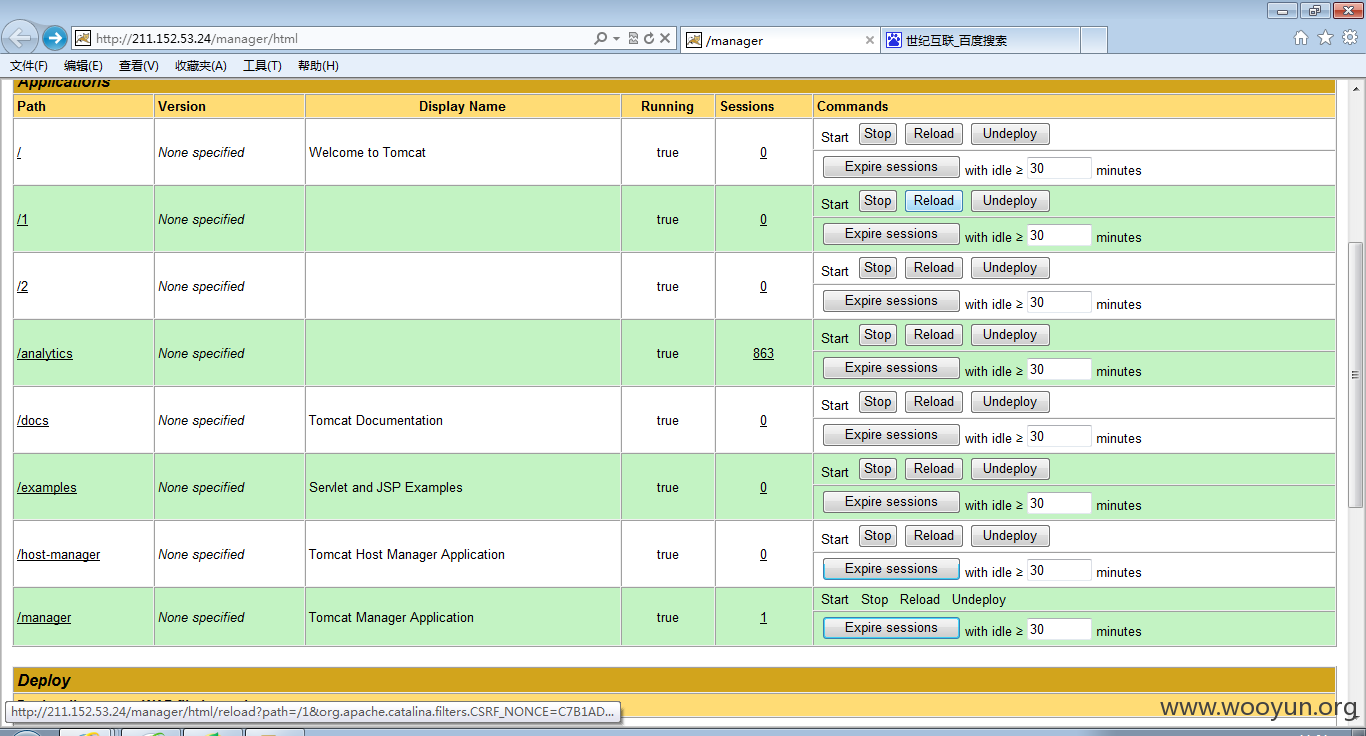 http://211.152.53.24/manager/html
/manager
世纪互联_百度搜索
文件(F) 编辑(E) 查看(V) 收藏夹(A) 工具(T) 帮助(H)
Applications
Path Version Display Name Running Sessions Commands
/ None specified Welcome to Tomcat true 0 Start Stop Reload Undeploy
Expire sessions with idle ≥ 30 minutes
/1 None specified true 0 Start Stop Reload Undeploy
Expire sessions with idle ≥ 30 minutes
/2 None specified true 0 Start Stop Reload Undeploy
Expire sessions with idle ≥ 30 minutes
/analytics None specified true 863 Start Stop Reload Undeploy
Expire sessions with idle ≥ 30 minutes
/docs None specified Tomcat Documentation true 0 Start Stop Reload Undeploy
Expire sessions with idle ≥ 30 minutes
/examples None specified Servlet and JSP Examples true 0 Start Stop Reload Undeploy
Expire sessions with idle ≥ 30 minutes
/host-manager None specified Tomcat Host Manager Application true 0 Start Stop Reload Undeploy
Expire sessions with idle ≥ 30 minutes
/manager None specified Tomcat Manager Application true 1 Start Stop Reload Undeploy
Expire sessions with idle ≥ 30 minutes
Deploy
http://211.152.53.24/manager/html/reload?path=/1&org.apache.catalina.filters.CSRF_NONCE=C7B1AD...
www.wooyun.org